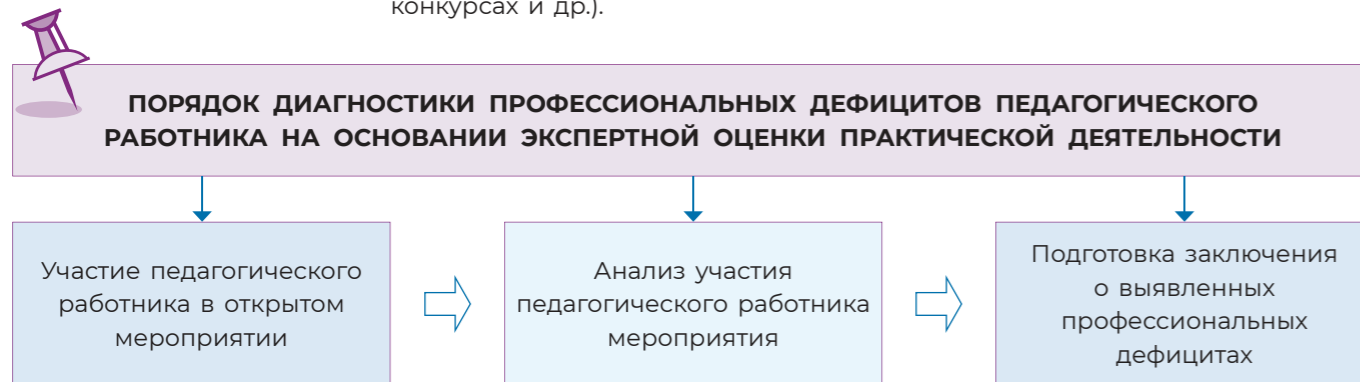 конкурсах и др.).
ПОРЯДОК ДИАГНОСТИКИ ПРОФЕССИОНАЛЬНЫХ ДЕФИЦИТОВ ПЕДАГОГИЧЕСКОГО
РАБОТНИКА НА ОСНОВАНИИ ЭКСПЕРТНОЙ ОЦЕНКИ ПРАКТИЧЕСКОЙ ДЕЯТЕЛЬНОСТИ
Участие педагогического
работника в открытом
мероприятии
Анализ участия
педагогического работника
мероприятия
Подготовка заключения
о выявленных
профессиональных
дефицитах